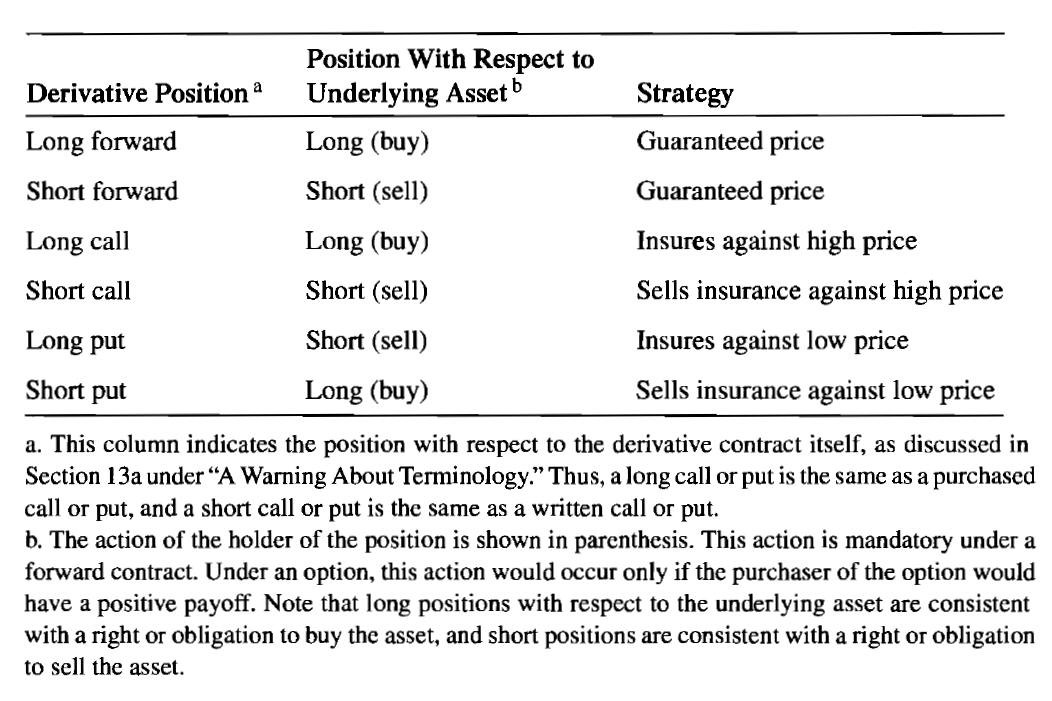 Position With Respect to
Derivative Position a Underlying Asset b Strategy
Long forward Long (buy) Guaranteed price
Short forward Short (sell) Guaranteed price
Long call Long (buy) Insures against high price
Short call Short (sell) Sells insurance against high price
Long put Short (sell) Insures against low price
Short put Long (buy) Sells insurance against low price
a. This column indicates the position with respect to the derivative contract itself, as discussed in
Section 13a under “A Warning About Terminology.” Thus, a long call or put is the same as a purchased
call or put, and a short call or put is the same as a written call or put.
b. The action of the holder of the position is shown in parenthesis. This action is mandatory under a
forward contract. Under an option, this action would occur only if the purchaser of the option would
have a positive payoff. Note that long positions with respect to the underlying asset are consistent
with a right or obligation to buy the asset, and short positions are consistent with a right or obligation
to sell the asset.